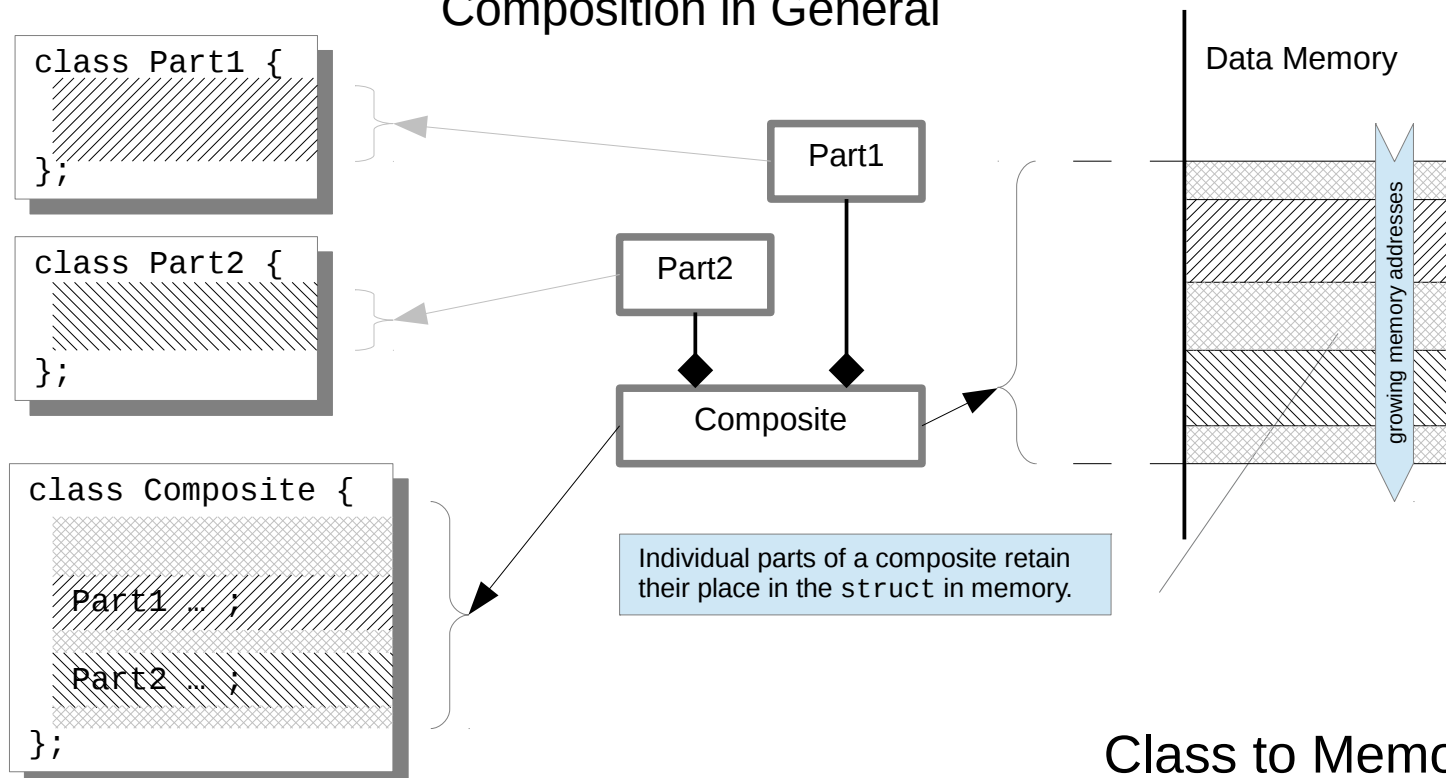 Composition in General
class Part1 {
};
class Part2 {
};
class Composite {
Part1 … ;
Part2 … ;
};
Part1
Part2
Composite
Individual parts of a composite retain
their place in the struct in memory.
Data Memory
growing memory addresses
Class to Memo